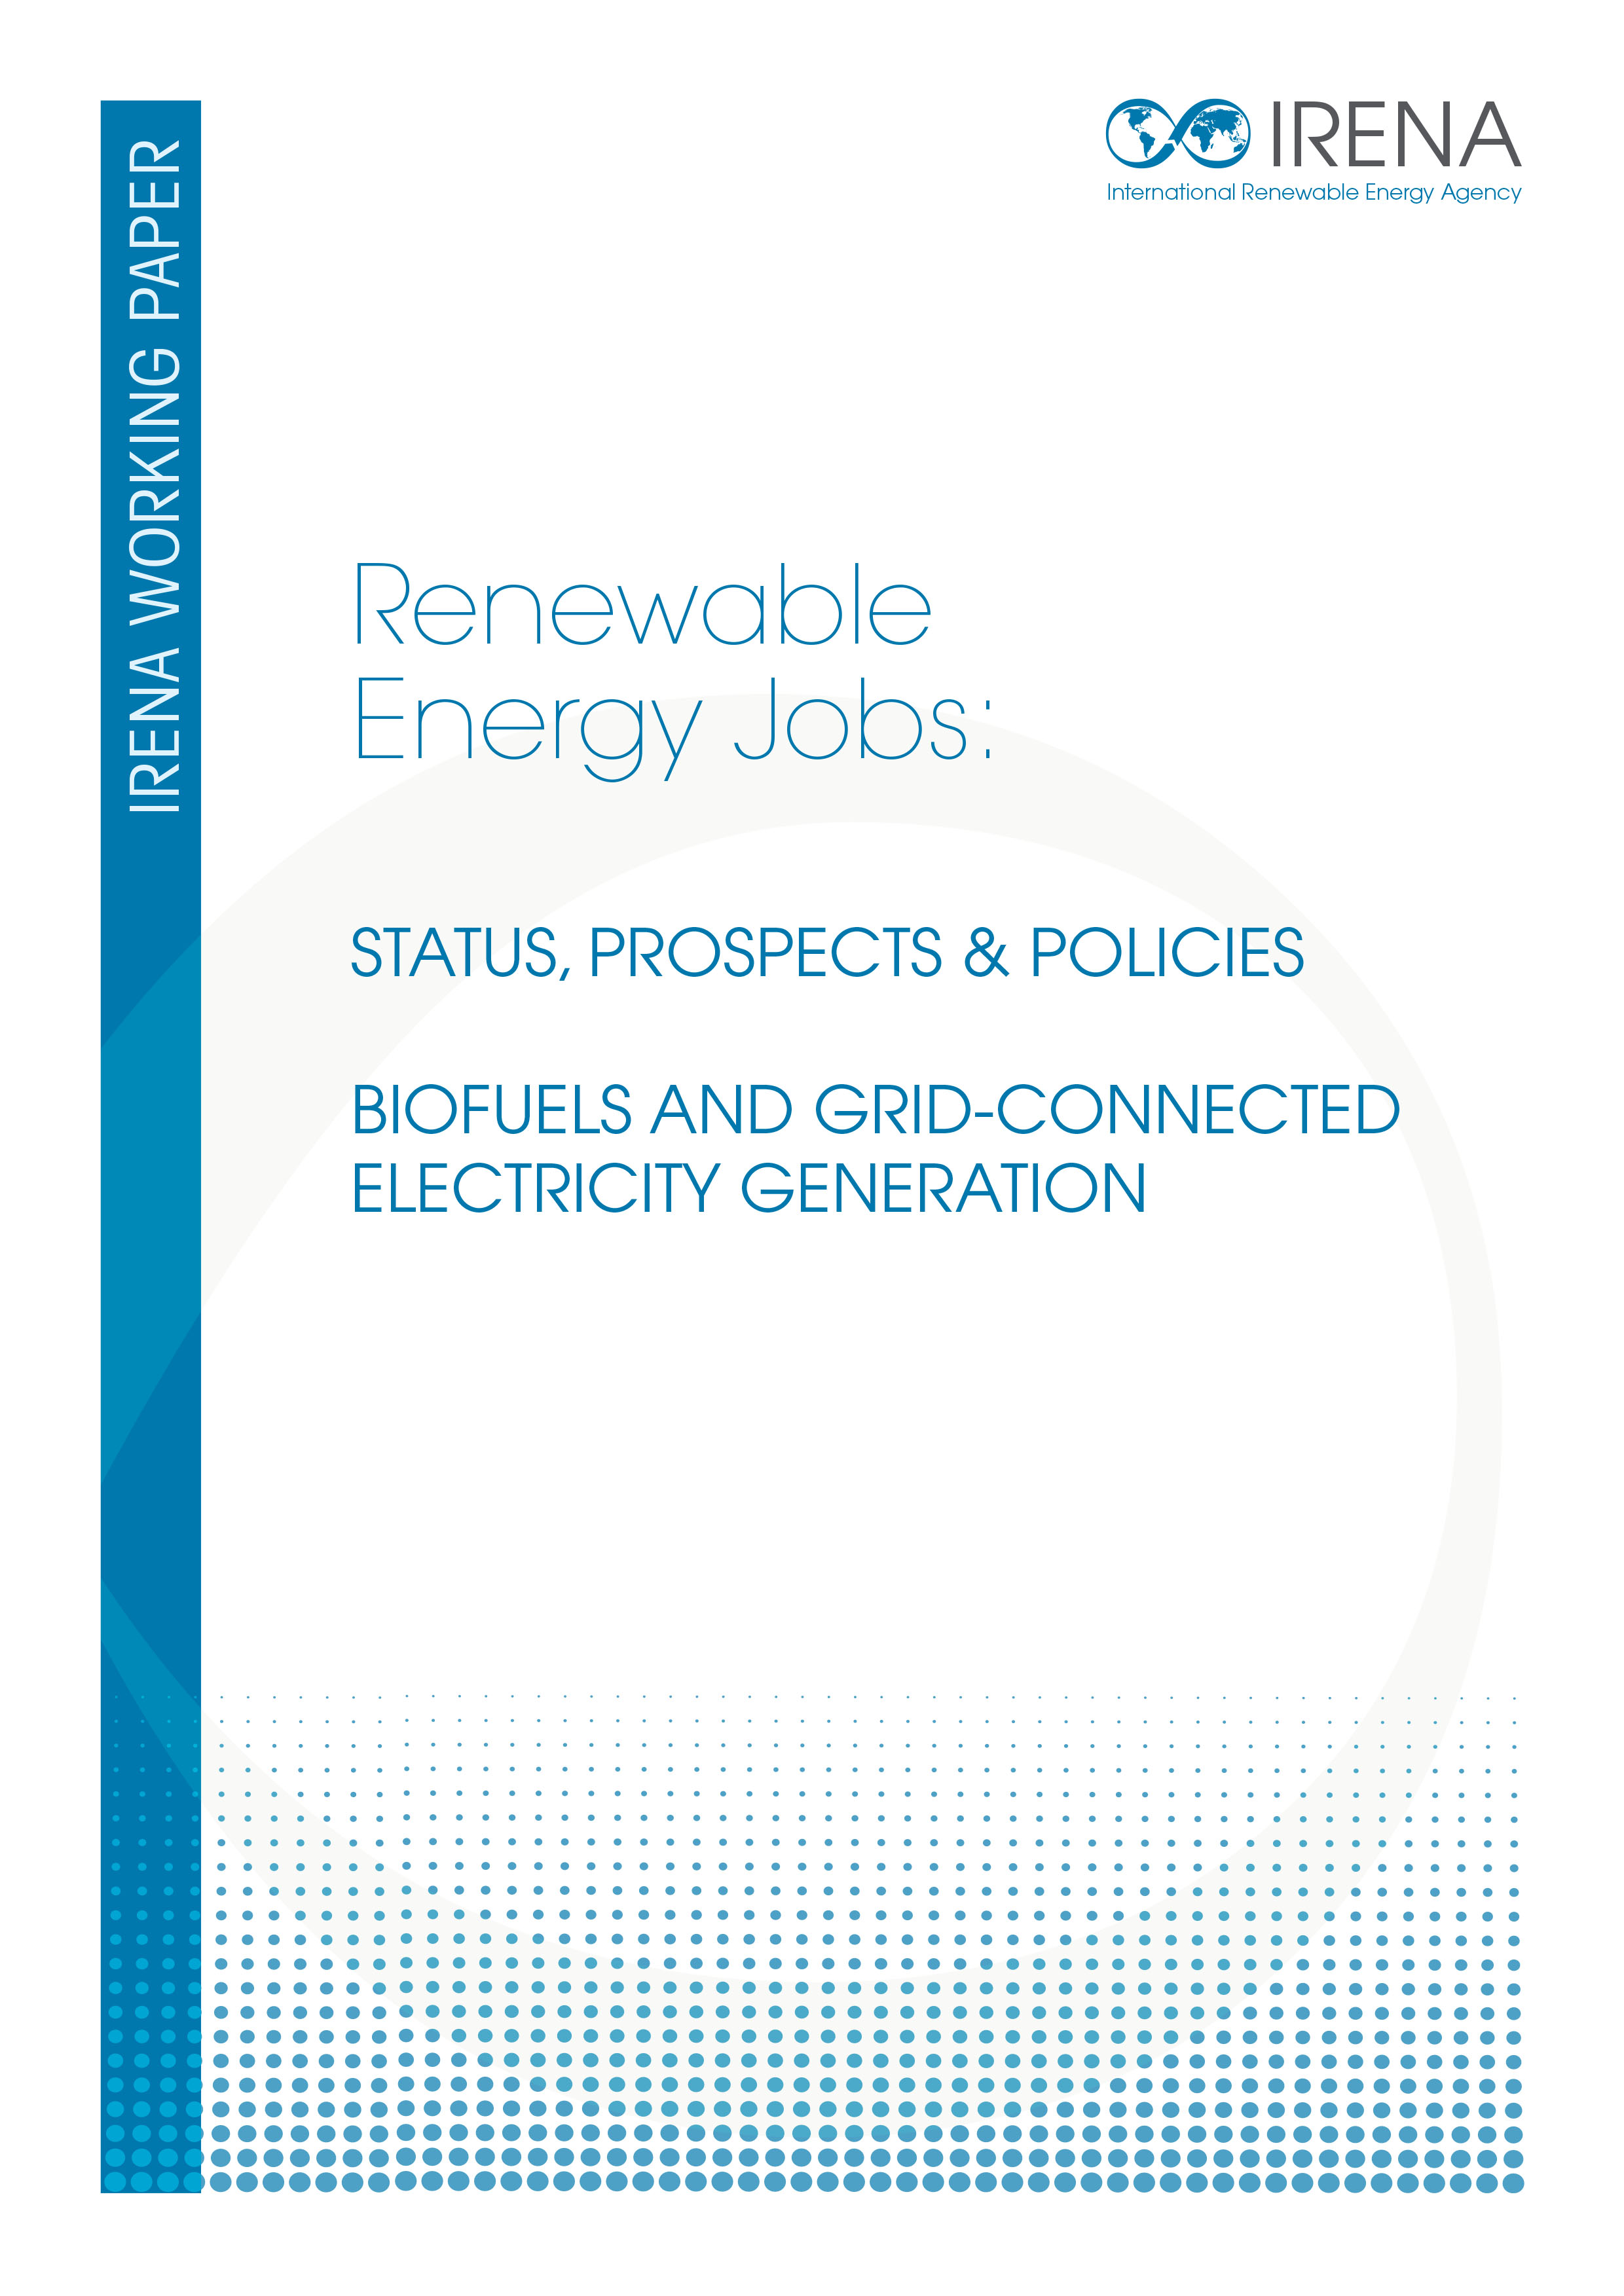 IRENA WORKING PAPER
IRENA
International Renewable Energy Agency
Renewable
Energy Jobs:
STATUS, PROSPECTS & POLICIES
BIOFUELS AND GRID-CONNECTED
ELECTRICITY GENERATION